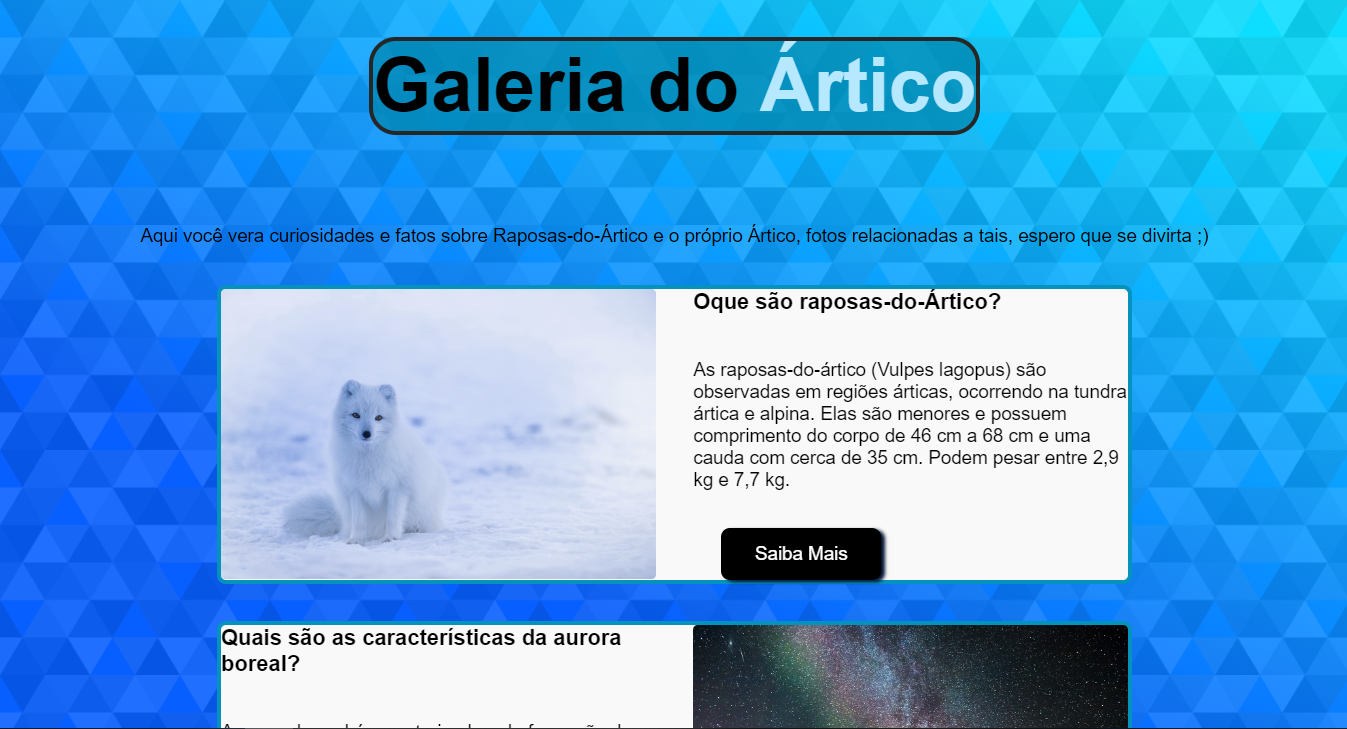 Galeria do Ártico
Aqui você vera curiosidades e fatos sobre Raposas-do-Ártico e o próprio Ártico, fotos relacionadas a tais, espero que se divirta ;)
Oque são raposas-do-Ártico?
As raposas-do-ártico (Vulpes lagopus) são
observadas em regiões árticas, ocorrendo na tundra
ártica e alpina. Elas são menores e possuem
comprimento do corpo de 46 cm a 68 cm e uma
cauda com cerca de 35 cm. Podem pesar entre 2,9
kg e 7,7 kg.
Saiba Mais
Quais são as características da aurora
boreal?